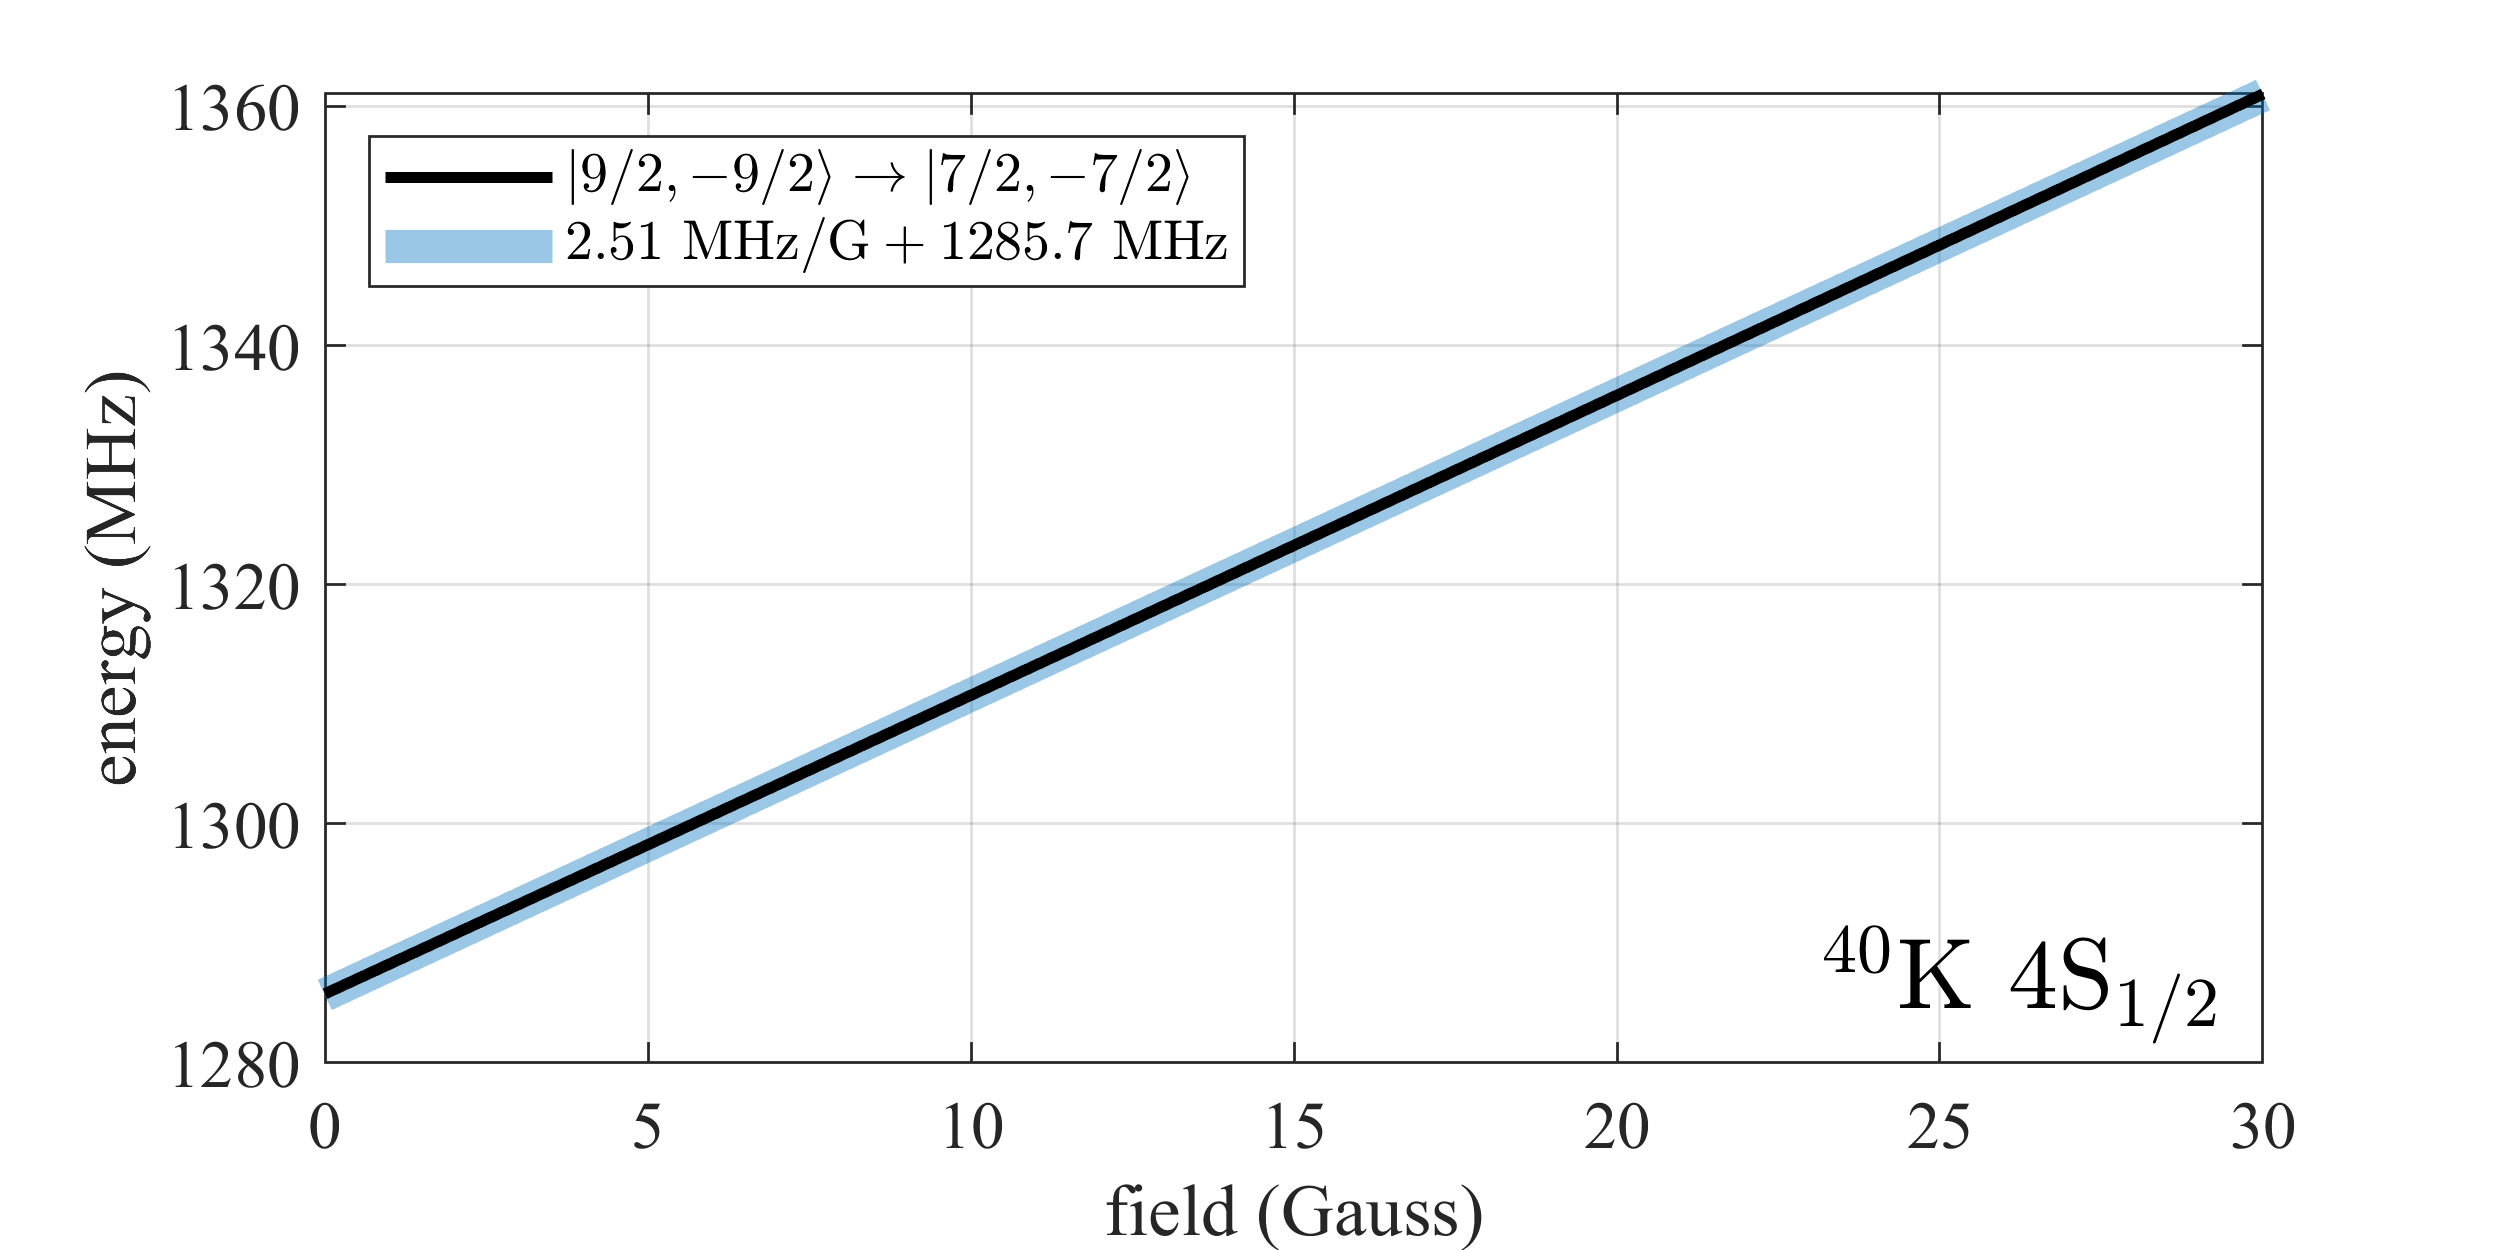 1360
1340
1320
1300
1280
energy (MHz)
|9/2, −9/2⟩ → |7/2, −7/2⟩
2.51 MHz/G + 1285.7 MHz
⁴⁰K 4S₁/₂
0 5 10 15 20 25 30
field (Gauss)